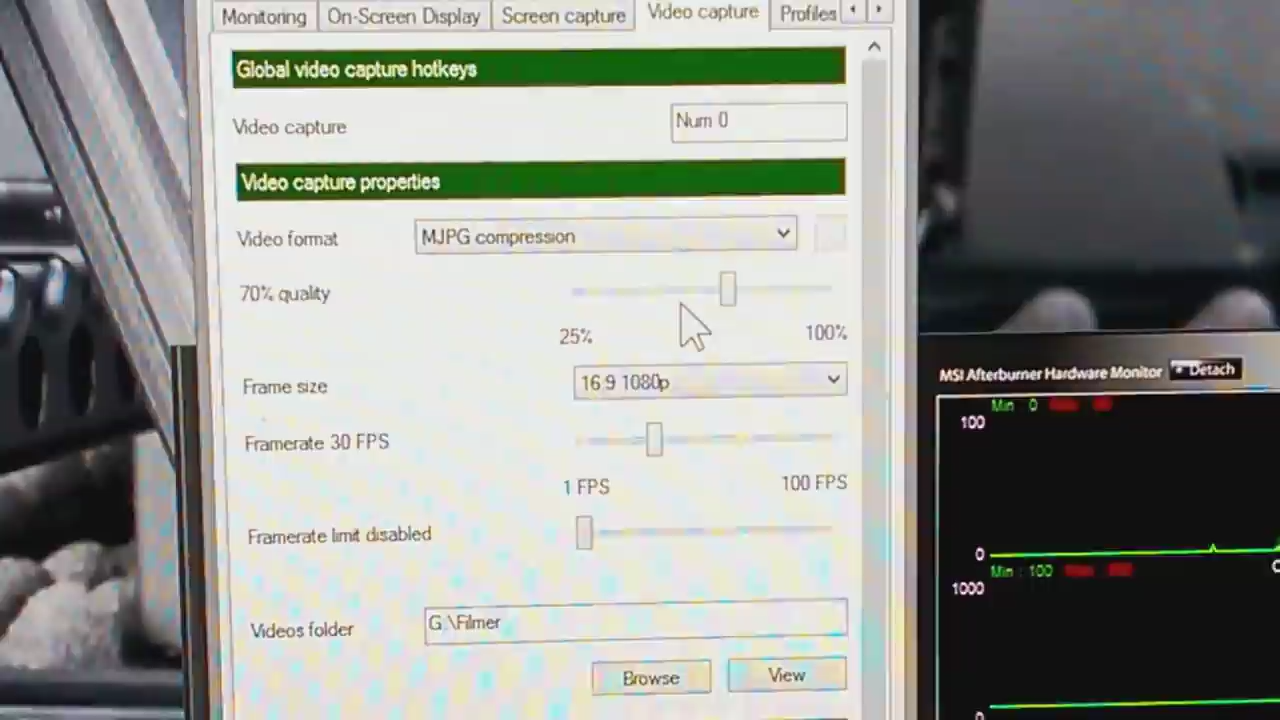 Monitoring On-Screen Display Screen capture Video capture Profiles
Global video capture hotkeys
Video capture Num 0
Video capture properties
Video format MJPG compression
70% quality
25% 100%
Frame size 16:9 1080p
Framerate 30 FPS
1 FPS 100 FPS
Framerate limit disabled
Videos folder G:\Filmer
Browse View
MSI Afterburner Hardware Monitor Detach
Min : 0
100
0
Min : 100
1000
0